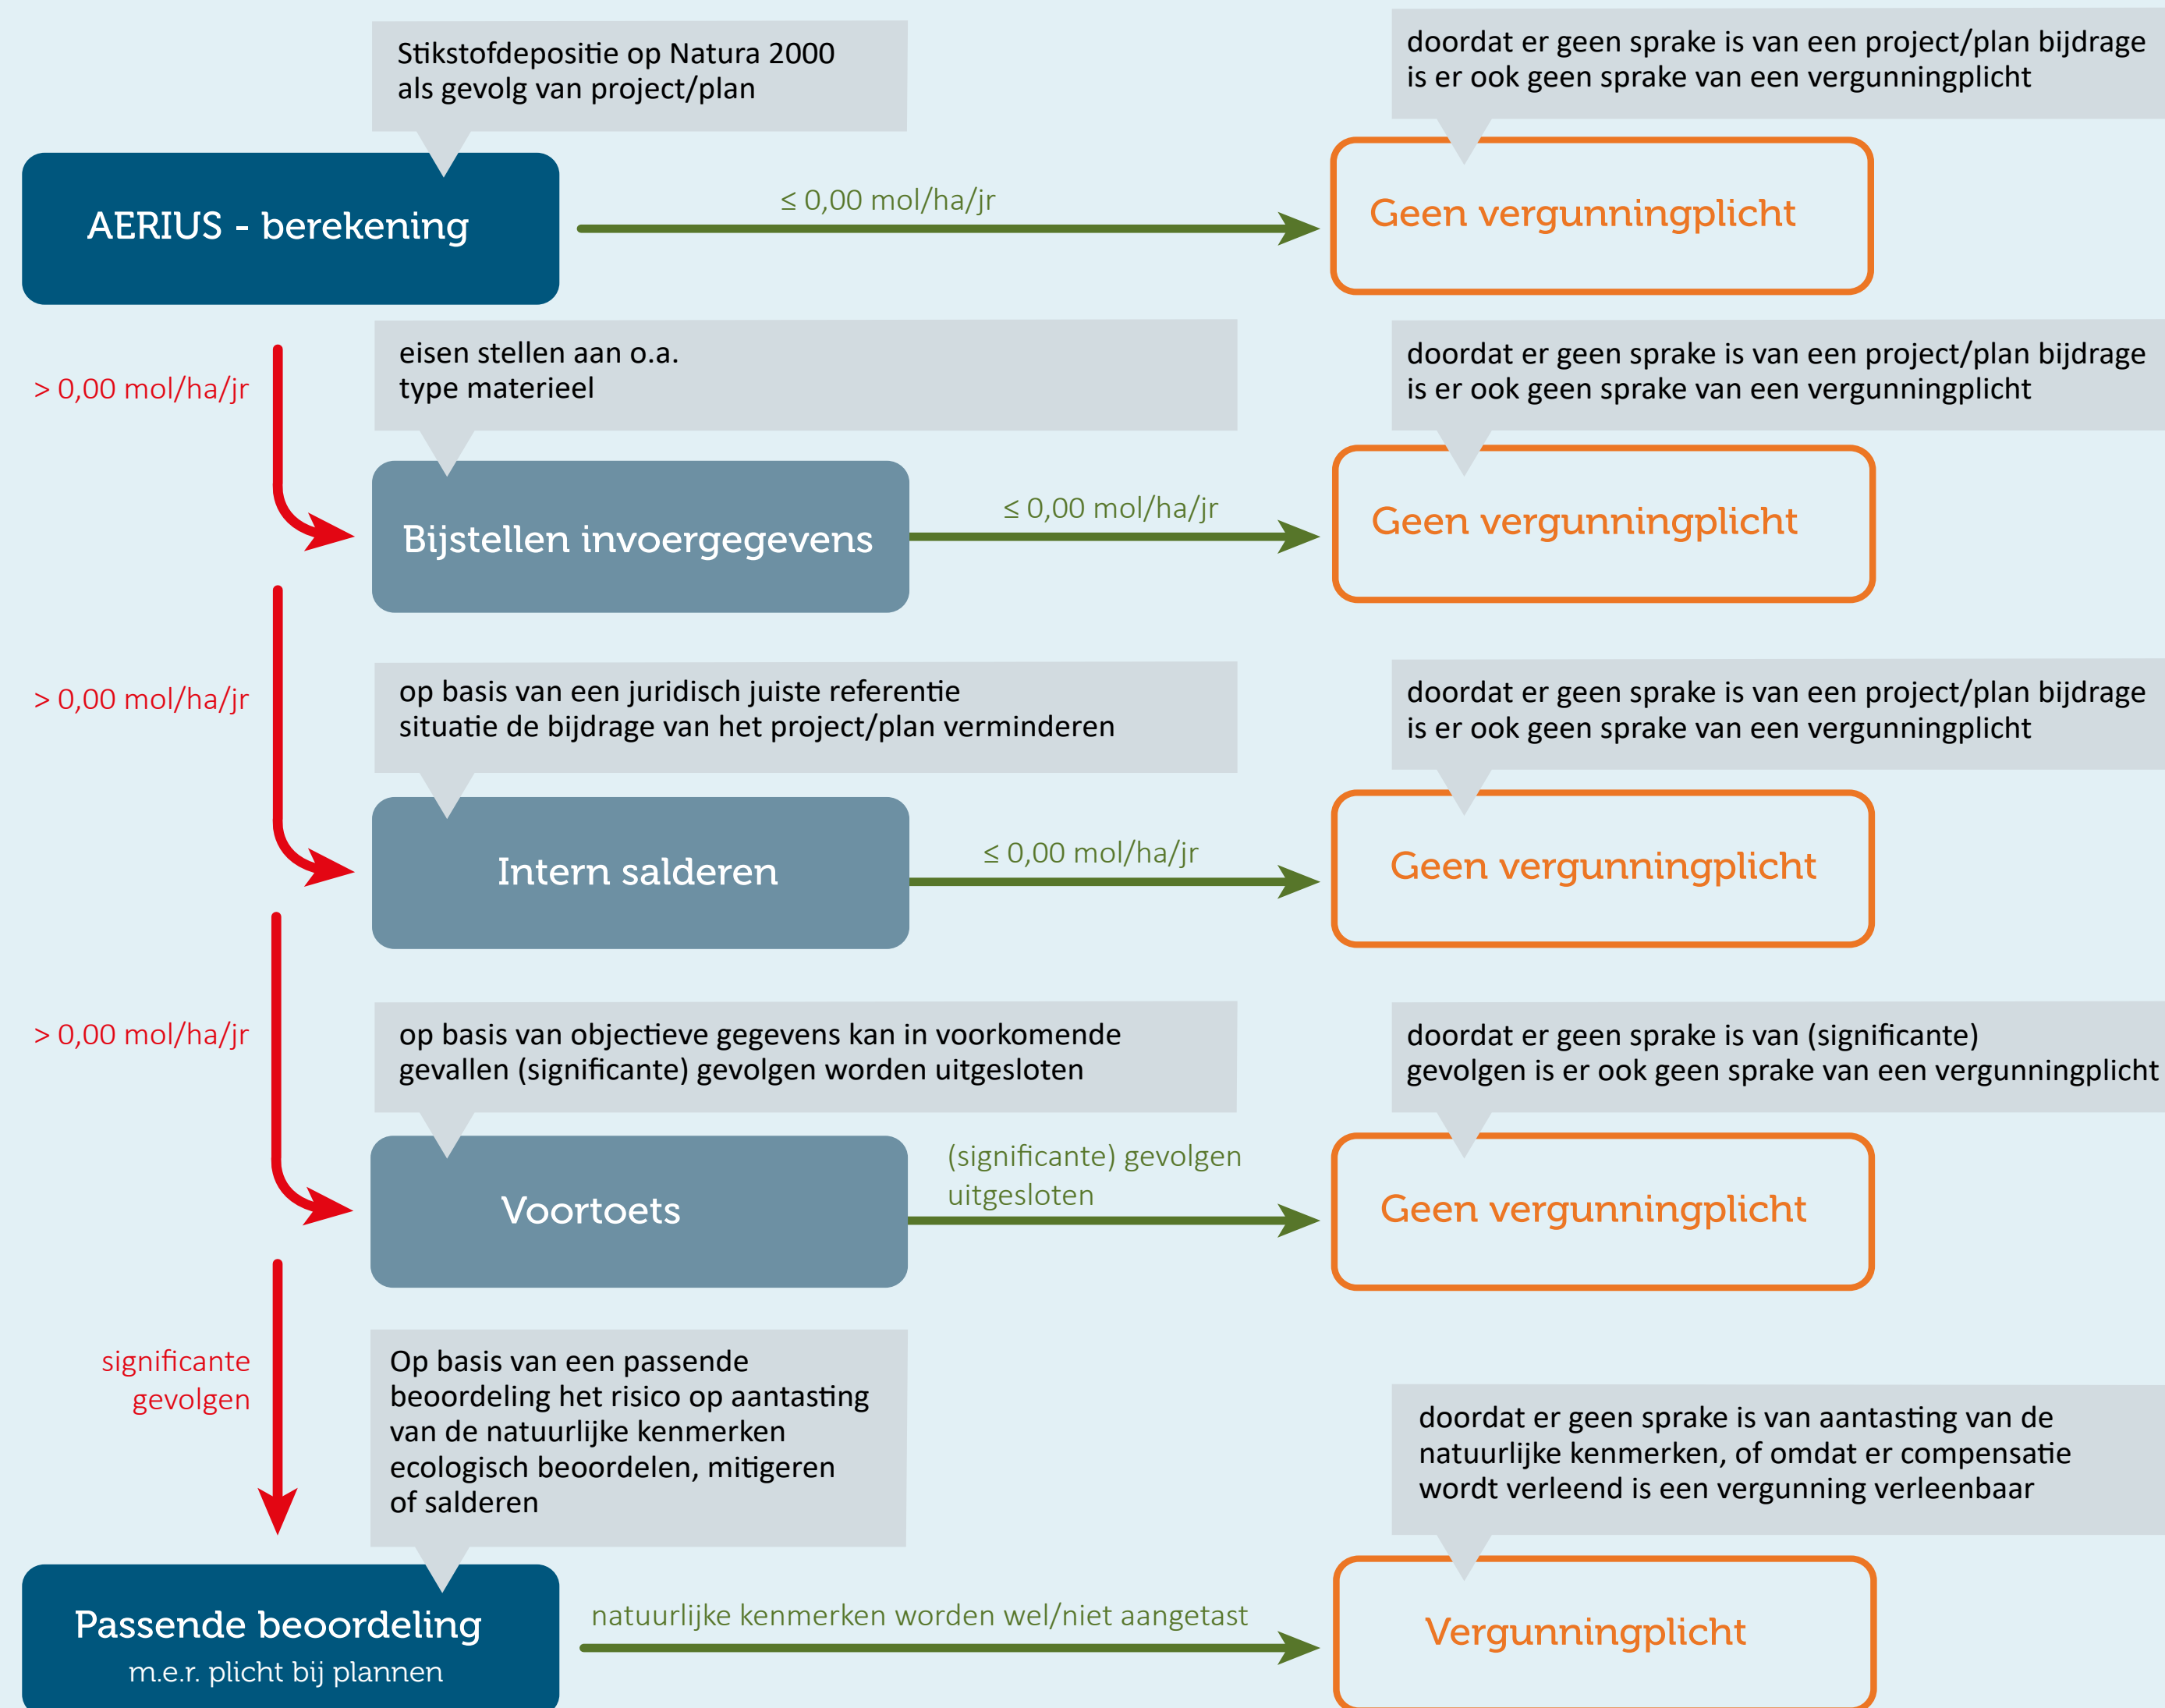 Stikstofdepositie op Natura 2000
als gevolg van project/plan
doordat er geen sprake is van een project/plan bijdrage
is er ook geen sprake van een vergunningplicht
AERIUS - berekening
≤ 0,00 mol/ha/jr
Geen vergunningplicht
> 0,00 mol/ha/jr
eisen stellen aan o.a.
type materieel
doordat er geen sprake is van een project/plan bijdrage
is er ook geen sprake van een vergunningplicht
Bijstellen invoergegevens
≤ 0,00 mol/ha/jr
Geen vergunningplicht
> 0,00 mol/ha/jr
op basis van een juridisch juiste referentie
situatie de bijdrage van het project/plan verminderen
doordat er geen sprake is van een project/plan bijdrage
is er ook geen sprake van een vergunningplicht
Intern salderen
≤ 0,00 mol/ha/jr
Geen vergunningplicht
> 0,00 mol/ha/jr
op basis van objectieve gegevens kan in voorkomende
gevallen (significante) gevolgen worden uitgesloten
doordat er geen sprake is van (significante)
gevolgen is er ook geen sprake van een vergunningplicht
Voortoets
(significante) gevolgen
uitgesloten
Geen vergunningplicht
significante
gevolgen
Op basis van een passende
beoordeling het risico op aantasting
van de natuurlijke kenmerken
ecologisch beoordelen, mitigeren
of salderen
doordat er geen sprake is van aantasting van de
natuurlijke kenmerken, of omdat er compensatie
wordt verleend is een vergunning verleenbaar
Passende beoordeling
m.e.r. plicht bij plannen
natuurlijke kenmerken worden wel/niet aangetast
Vergunningplicht